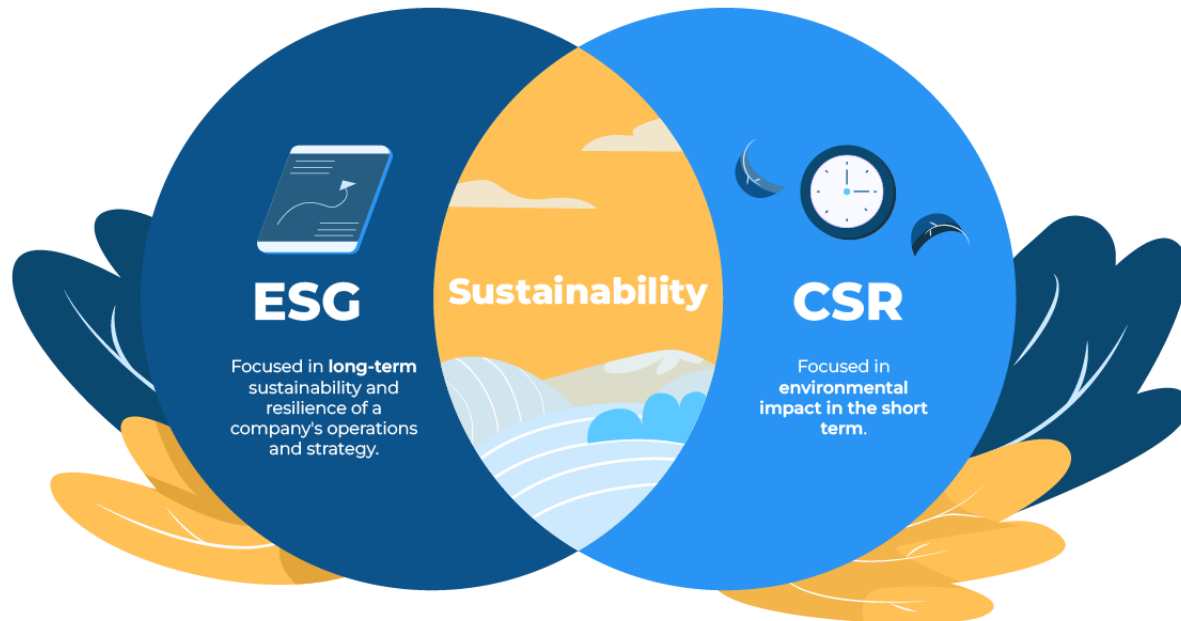 ESG
Focused in long-term
sustainability and
resilience of a
company's operations
and strategy.
Sustainability
CSR
Focused in
environmental
impact in the short
term.